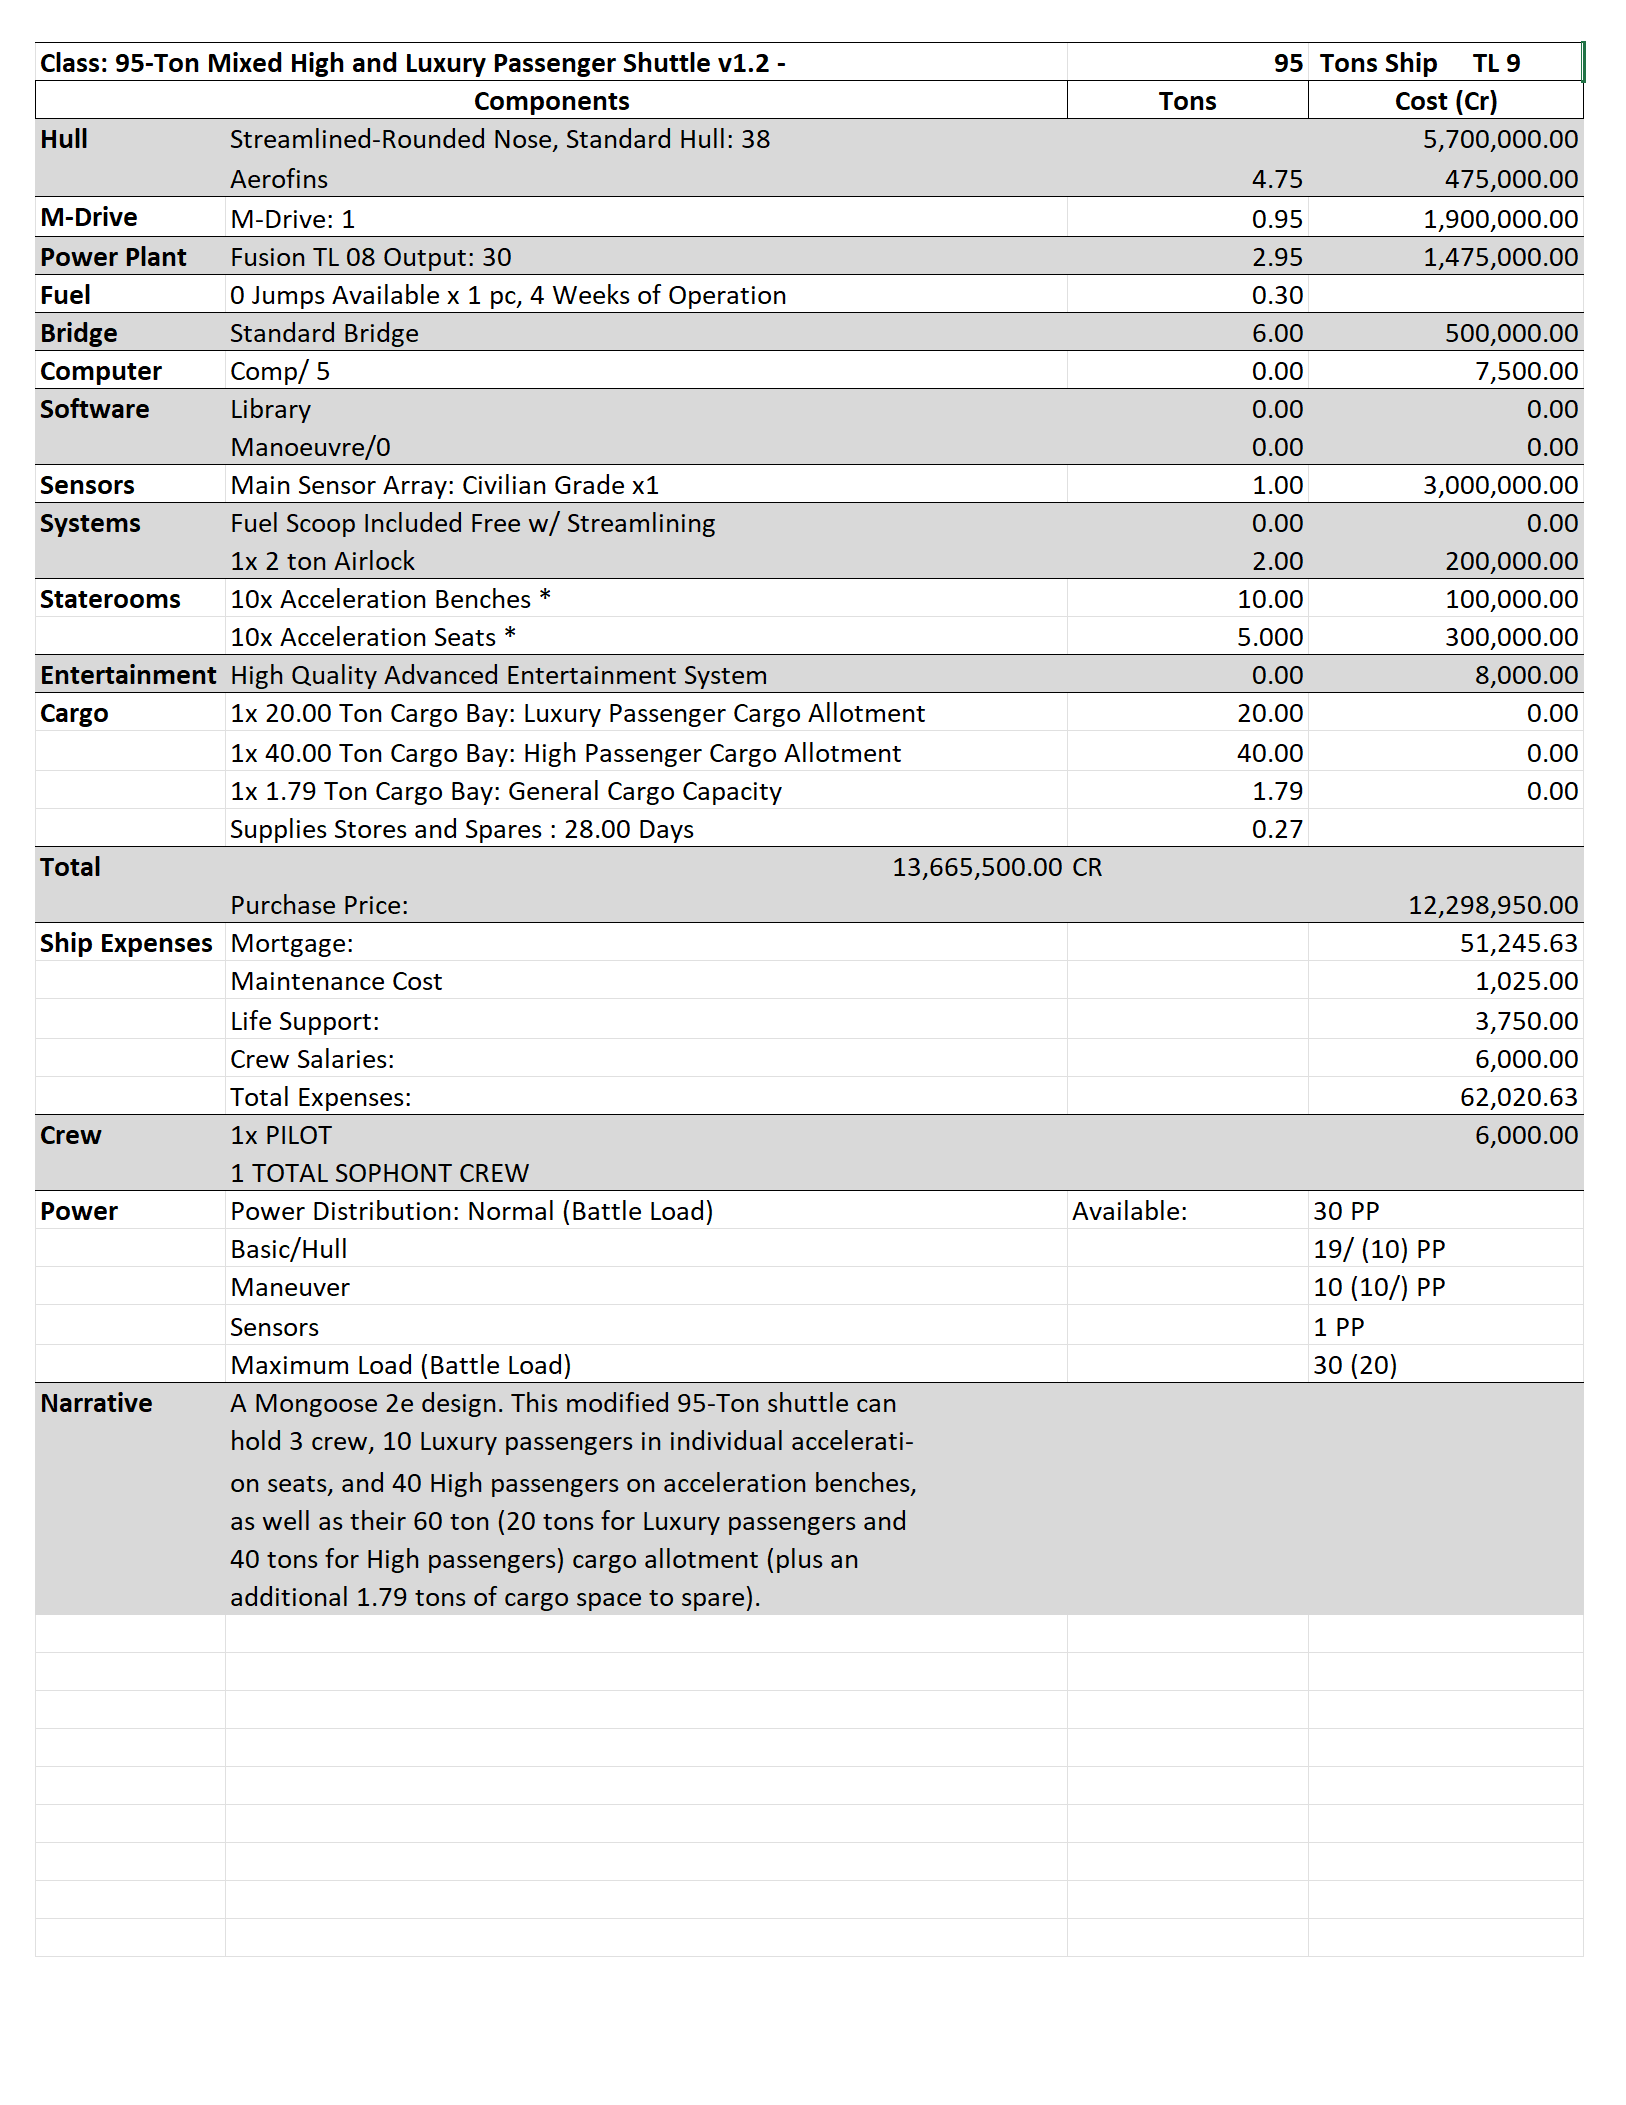 Class: 95-Ton Mixed High and Luxury Passenger Shuttle v1.2 - 95 Tons Ship TL 9
Components Tons Cost (Cr)
Hull Streamlined-Rounded Nose, Standard Hull: 38 5,700,000.00
Aerofins 4.75 475,000.00
M-Drive M-Drive: 1 0.95 1,900,000.00
Power Plant Fusion TL 08 Output: 30 2.95 1,475,000.00
Fuel 0 Jumps Available x 1 pc, 4 Weeks of Operation 0.30
Bridge Standard Bridge 6.00 500,000.00
Computer Comp/ 5 0.00 7,500.00
Software Library 0.00 0.00
Manoeuvre/0 0.00 0.00
Sensors Main Sensor Array: Civilian Grade x1 1.00 3,000,000.00
Systems Fuel Scoop Included Free w/ Streamlining 0.00 0.00
1x 2 ton Airlock 2.00 200,000.00
Staterooms 10x Acceleration Benches * 10.00 100,000.00
10x Acceleration Seats * 5.000 300,000.00
Entertainment High Quality Advanced Entertainment System 0.00 8,000.00
Cargo 1x 20.00 Ton Cargo Bay: Luxury Passenger Cargo Allotment 20.00 0.00
1x 40.00 Ton Cargo Bay: High Passenger Cargo Allotment 40.00 0.00
1x 1.79 Ton Cargo Bay: General Cargo Capacity 1.79 0.00
Supplies Stores and Spares : 28.00 Days 0.27
Total 13,665,500.00 CR
Purchase Price: 12,298,950.00
Ship Expenses Mortgage: 51,245.63
Maintenance Cost 1,025.00
Life Support: 3,750.00
Crew Salaries: 6,000.00
Total Expenses: 62,020.63
Crew 1x PILOT 6,000.00
1 TOTAL SOPHONT CREW
Power Power Distribution: Normal (Battle Load) Available: 30 PP
Basic/Hull 19/ (10) PP
Maneuver 10 (10/) PP
Sensors 1 PP
Maximum Load (Battle Load) 30 (20)
Narrative A Mongoose 2e design. This modified 95-Ton shuttle can
hold 3 crew, 10 Luxury passengers in individual accelerati-
on seats, and 40 High passengers on acceleration benches,
as well as their 60 ton (20 tons for Luxury passengers and
40 tons for High passengers) cargo allotment (plus an
additional 1.79 tons of cargo space to spare).